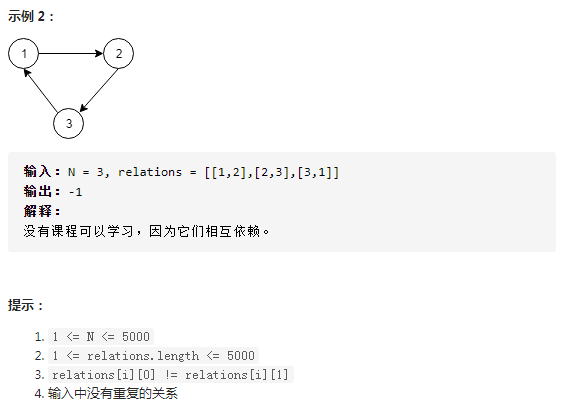 示例 2：
1
2
3
输入：N = 3, relations = [[1,2],[2,3],[3,1]]
输出：-1
解释：
没有课程可以学习，因为它们相互依赖。
提示：
1. 1 <= N <= 5000
2. 1 <= relations.length <= 5000
3. relations[i][0] != relations[i][1]
4. 输入中没有重复的关系